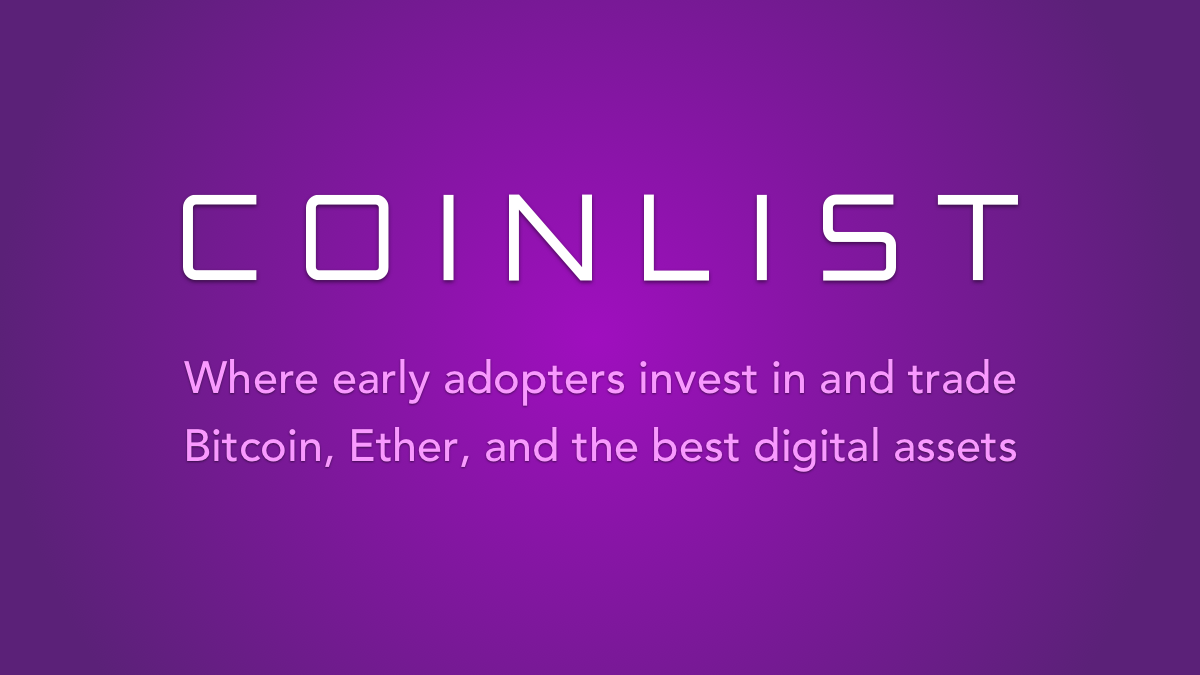 COINLIST
Where early adopters invest in and trade
Bitcoin, Ether, and the best digital assets